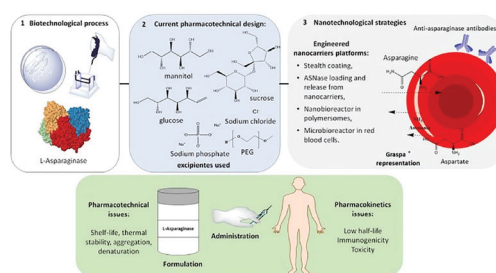 1 Biotechnological process
L-Asparaginase
2 Current pharmacotechnical design:
mannitol
glucose
sucrose
Cl⁻
Na⁺
Sodium chloride
Na⁺
Na⁺
Sodium phosphate
PEG
excipientes used
3 Nanotechnological strategies
Engineered
nanocarriers platforms:
• Stealth coating,
• ASNase loading and
release from
nanocarriers,
• Nanobioreactor in
polymersomes,
• Microbioreactor in red
blood cells.
Anti-asparaginase antibodies
Asparagine
Graspa
representation
Aspartate
Pharmacotechnical
issues:
Shelf-life, thermal
stability, aggregation,
denaturation
L-Asparaginase
Formulation
Administration
Pharmacokinetics
issues:
Low half-life
Immunogenicity
Toxicity